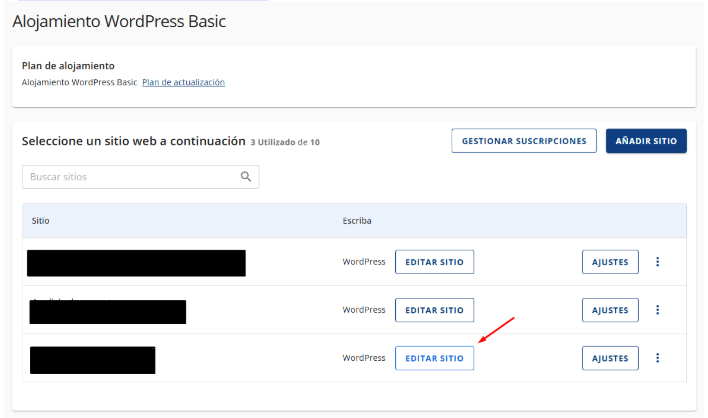 Alojamiento WordPress Basic
Plan de alojamiento
Alojamiento WordPress Basic Plan de actualización
Seleccione un sitio web a continuación 3 Utilizado de 10 GESTIONAR SUSCRIPCIONES AÑADIR SITIO
Buscar sitios
Sitio Escriba
WordPress EDITAR SITIO AJUSTES
WordPress EDITAR SITIO AJUSTES
WordPress EDITAR SITIO AJUSTES